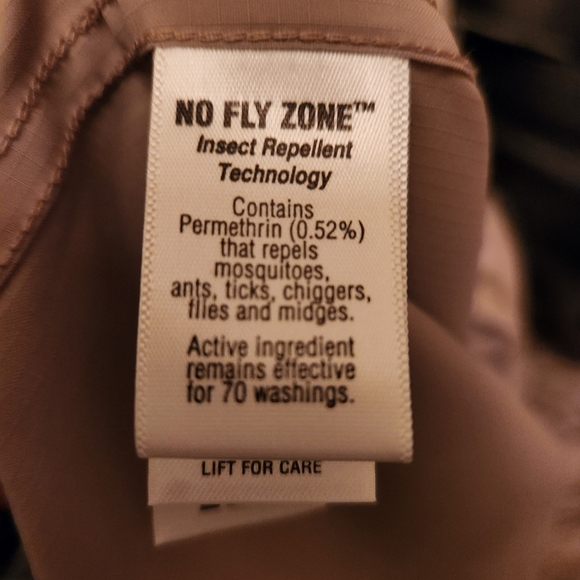 NO FLY ZONE™
Insect Repellent
Technology
Contains
Permethrin (0.52%)
that repels
mosquitoes,
ants, ticks, chiggers,
flies and midges.
Active ingredient
remains effective
for 70 washings.
LIFT FOR CARE